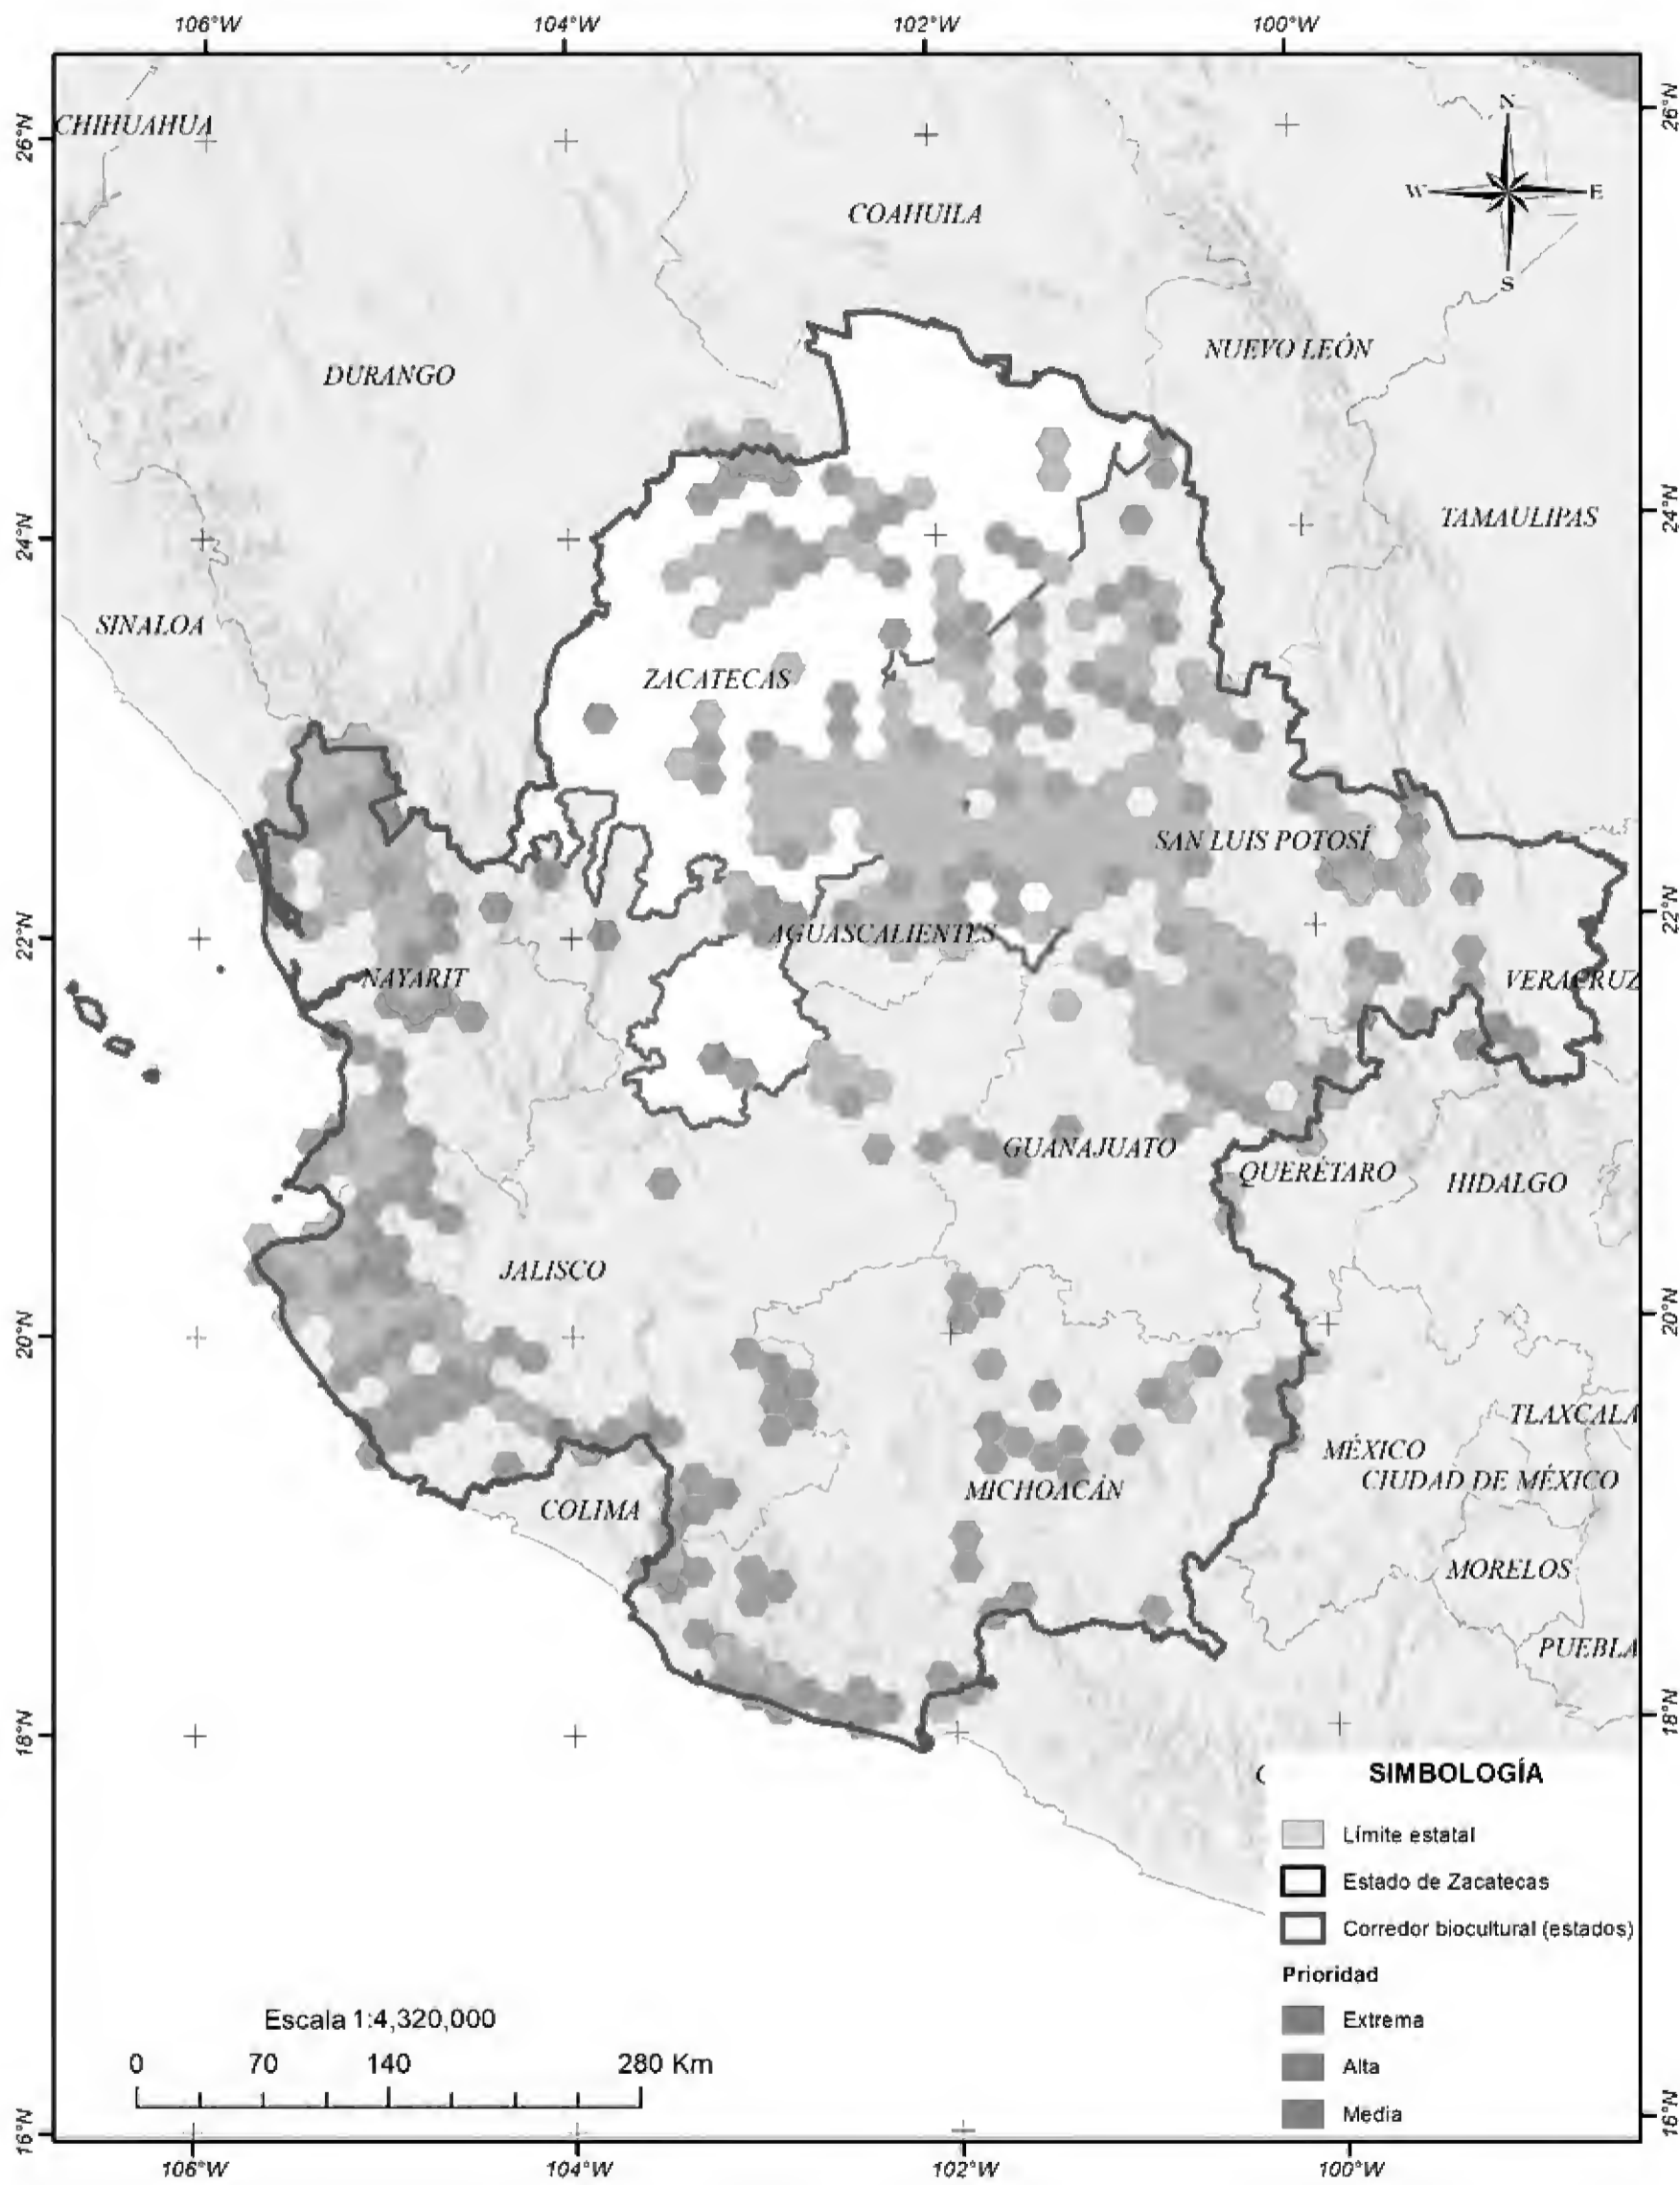 106°W 104°W 102°W 100°W
26°N 26°N
CHIHUAHUA
N
W E
S
COAHUILA
NUEVO LEÓN
DURANGO
24°N 24°N
TAMAULIPAS
SINALOA
ZACATECAS
SAN LUIS POTOSÍ
22°N 22°N
AGUASCALIENTES
NAYARIT
VERACRUZ
GUANAJUATO
QUERÉTARO
HIDALGO
JALISCO
20°N 20°N
TLAXCALA
MÉXICO
CIUDAD DE MÉXICO
MICHOACÁN
COLIMA
MORELOS
PUEBLA
18°N 18°N
SIMBOLOGÍA
Límite estatal
Estado de Zacatecas
Corredor biocultural (estados)
Prioridad
Extrema
Alta
Media
Escala 1:4,320,000
0 70 140 280 Km
16°N 16°N
106°W 104°W 102°W 100°W